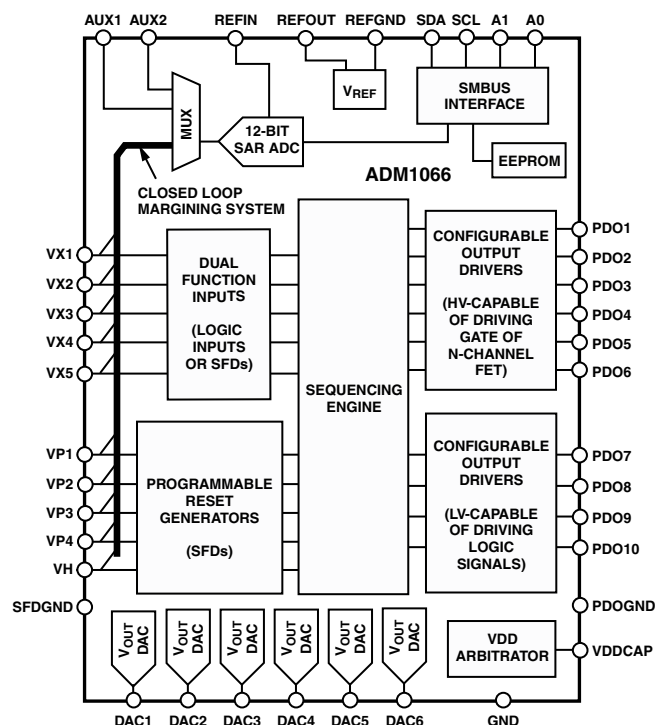 AUX1 AUX2 REFIN REFOUT REFGND SDA SCL A1 A0
MUX
12-BIT
SAR ADC
VREF
SMBUS
INTERFACE
EEPROM
ADM1066
CLOSED LOOP
MARGINING SYSTEM
VX1
VX2
VX3
VX4
VX5
DUAL
FUNCTION
INPUTS
(LOGIC
INPUTS
OR SFDs)
SEQUENCING
ENGINE
CONFIGURABLE
OUTPUT
DRIVERS
(HV-CAPABLE
OF DRIVING
GATE OF
N-CHANNEL
FET)
PDO1
PDO2
PDO3
PDO4
PDO5
PDO6
VP1
VP2
VP3
VP4
VH
PROGRAMMABLE
RESET
GENERATORS
(SFDs)
CONFIGURABLE
OUTPUT
DRIVERS
(LV-CAPABLE
OF DRIVING
LOGIC
SIGNALS)
PDO7
PDO8
PDO9
PDO10
SFDGND
PDOGND
VOUT
DAC
VOUT
DAC
VOUT
DAC
VOUT
DAC
VOUT
DAC
VOUT
DAC
VDD
ARBITRATOR
VDDCAP
DAC1 DAC2 DAC3 DAC4 DAC5 DAC6 GND